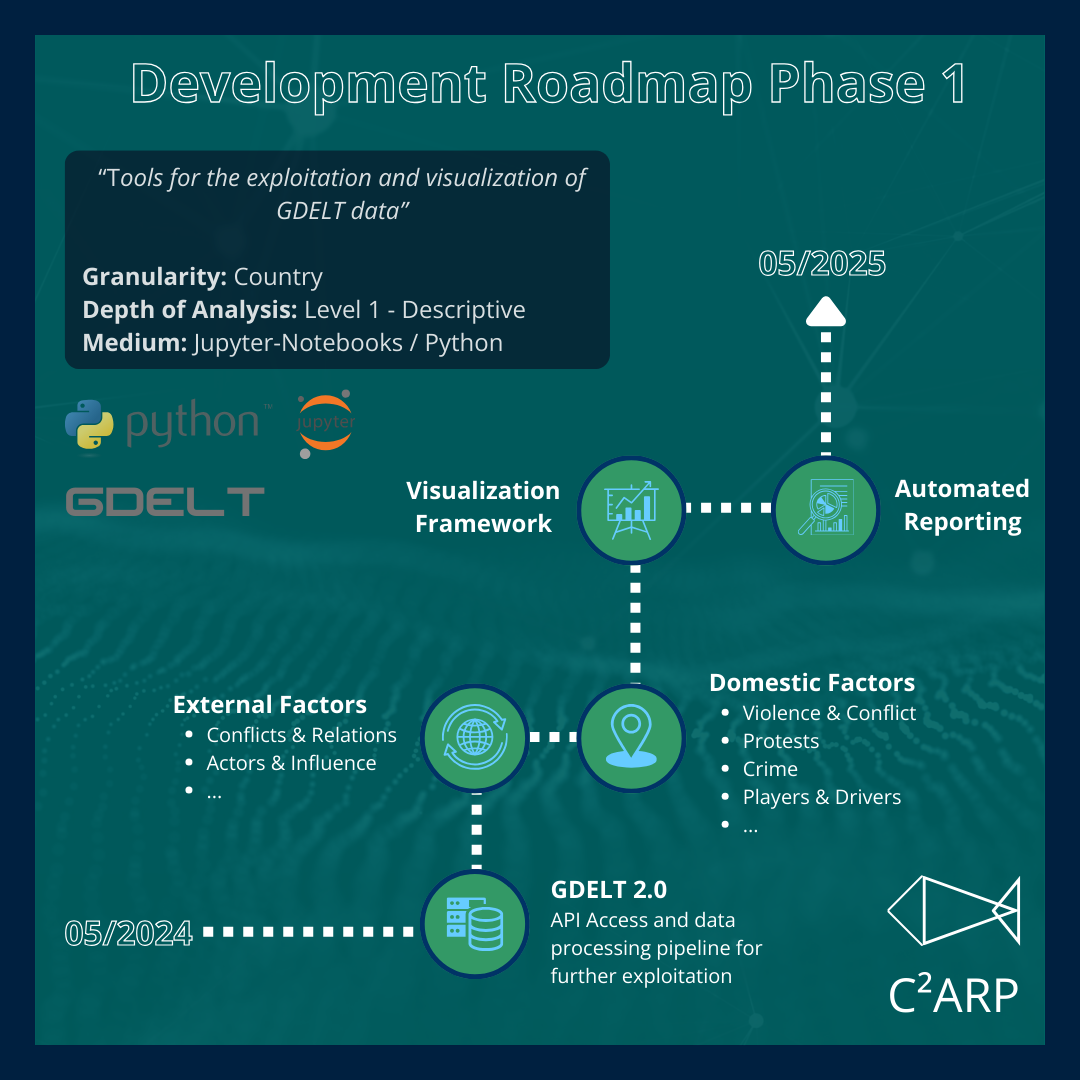 Development Roadmap Phase 1
“Tools for the exploitation and visualization of
GDELT data”
Granularity: Country
Depth of Analysis: Level 1 - Descriptive
Medium: Jupyter-Notebooks / Python
python™
jupyter
GDELT
05/2025
Visualization
Framework
Automated
Reporting
External Factors
• Conflicts & Relations
• Actors & Influence
• ...
Domestic Factors
• Violence & Conflict
• Protests
• Crime
• Players & Drivers
• ...
05/2024
GDELT 2.0
API Access and data
processing pipeline for
further exploitation
C²ARP